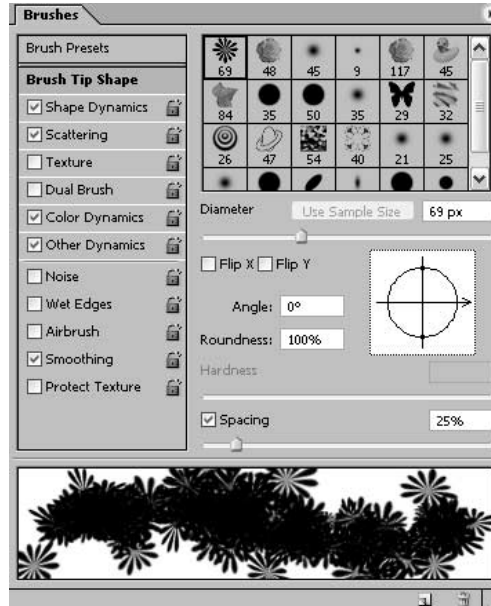 Brushes
Brush Presets
Brush Tip Shape
Shape Dynamics
Scattering
Texture
Dual Brush
Color Dynamics
Other Dynamics
Noise
Wet Edges
Airbrush
Smoothing
Protect Texture
69 48 45 9 117 45
84 35 50 35 29 32
26 47 54 40 21 25
Diameter Use Sample Size 69 px
Flip X Flip Y
Angle: 0º
Roundness: 100%
Hardness
Spacing 25%